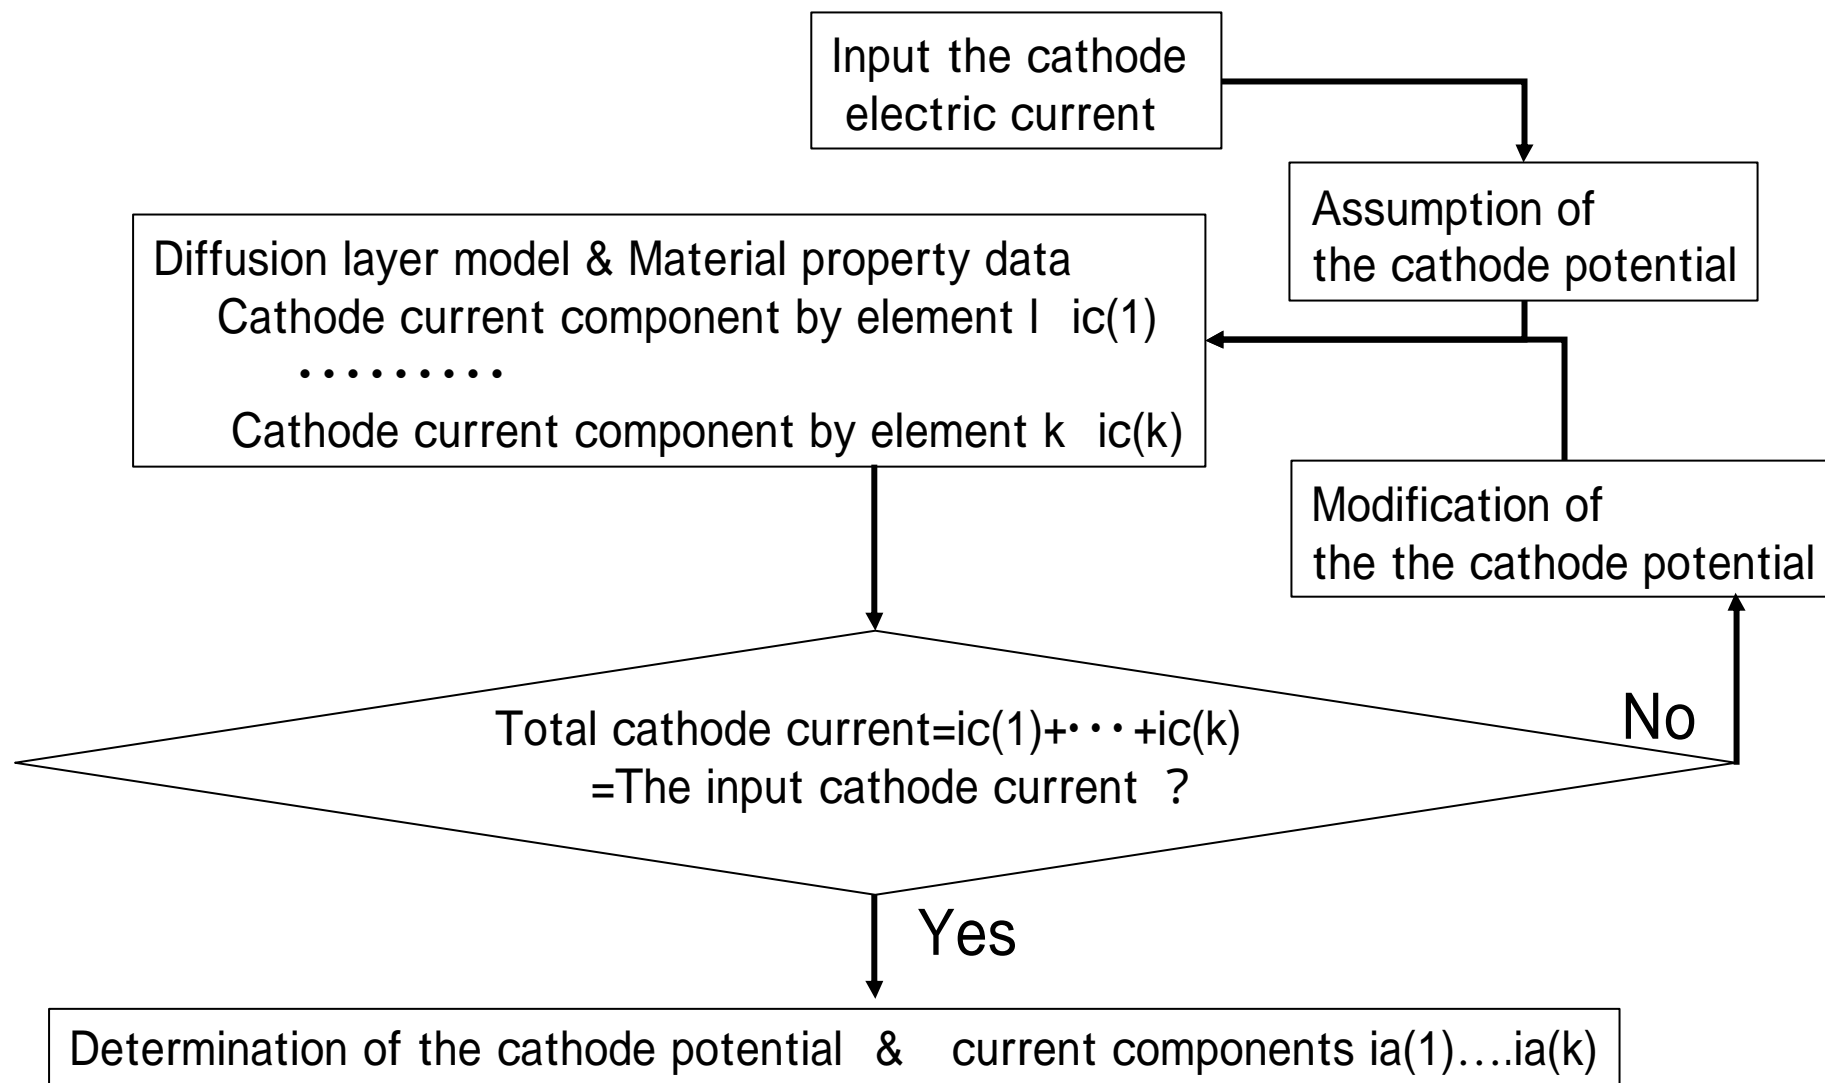 Input the cathode
electric current
Assumption of
the cathode potential
Diffusion layer model & Material property data
Cathode current component by element l ic(1)
・・・・・・・・・
Cathode current component by element k ic(k)
Modification of
the the cathode potential
Total cathode current=ic(1)+・・・+ic(k)
=The input cathode current ?
No
Yes
Determination of the cathode potential & current components ia(1)….ia(k)